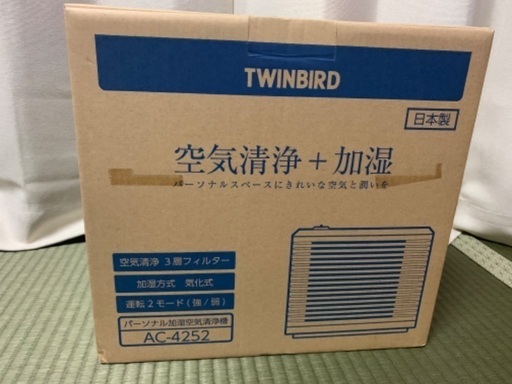 TWINBIRD
日本製
空気清浄+加湿
パーソナルスペースにきれいな空気と潤いを
空気清浄 3層フィルター
加湿方式 気化式
運転2モード(強/弱)
パーソナル加湿空気清浄機
AC-4252